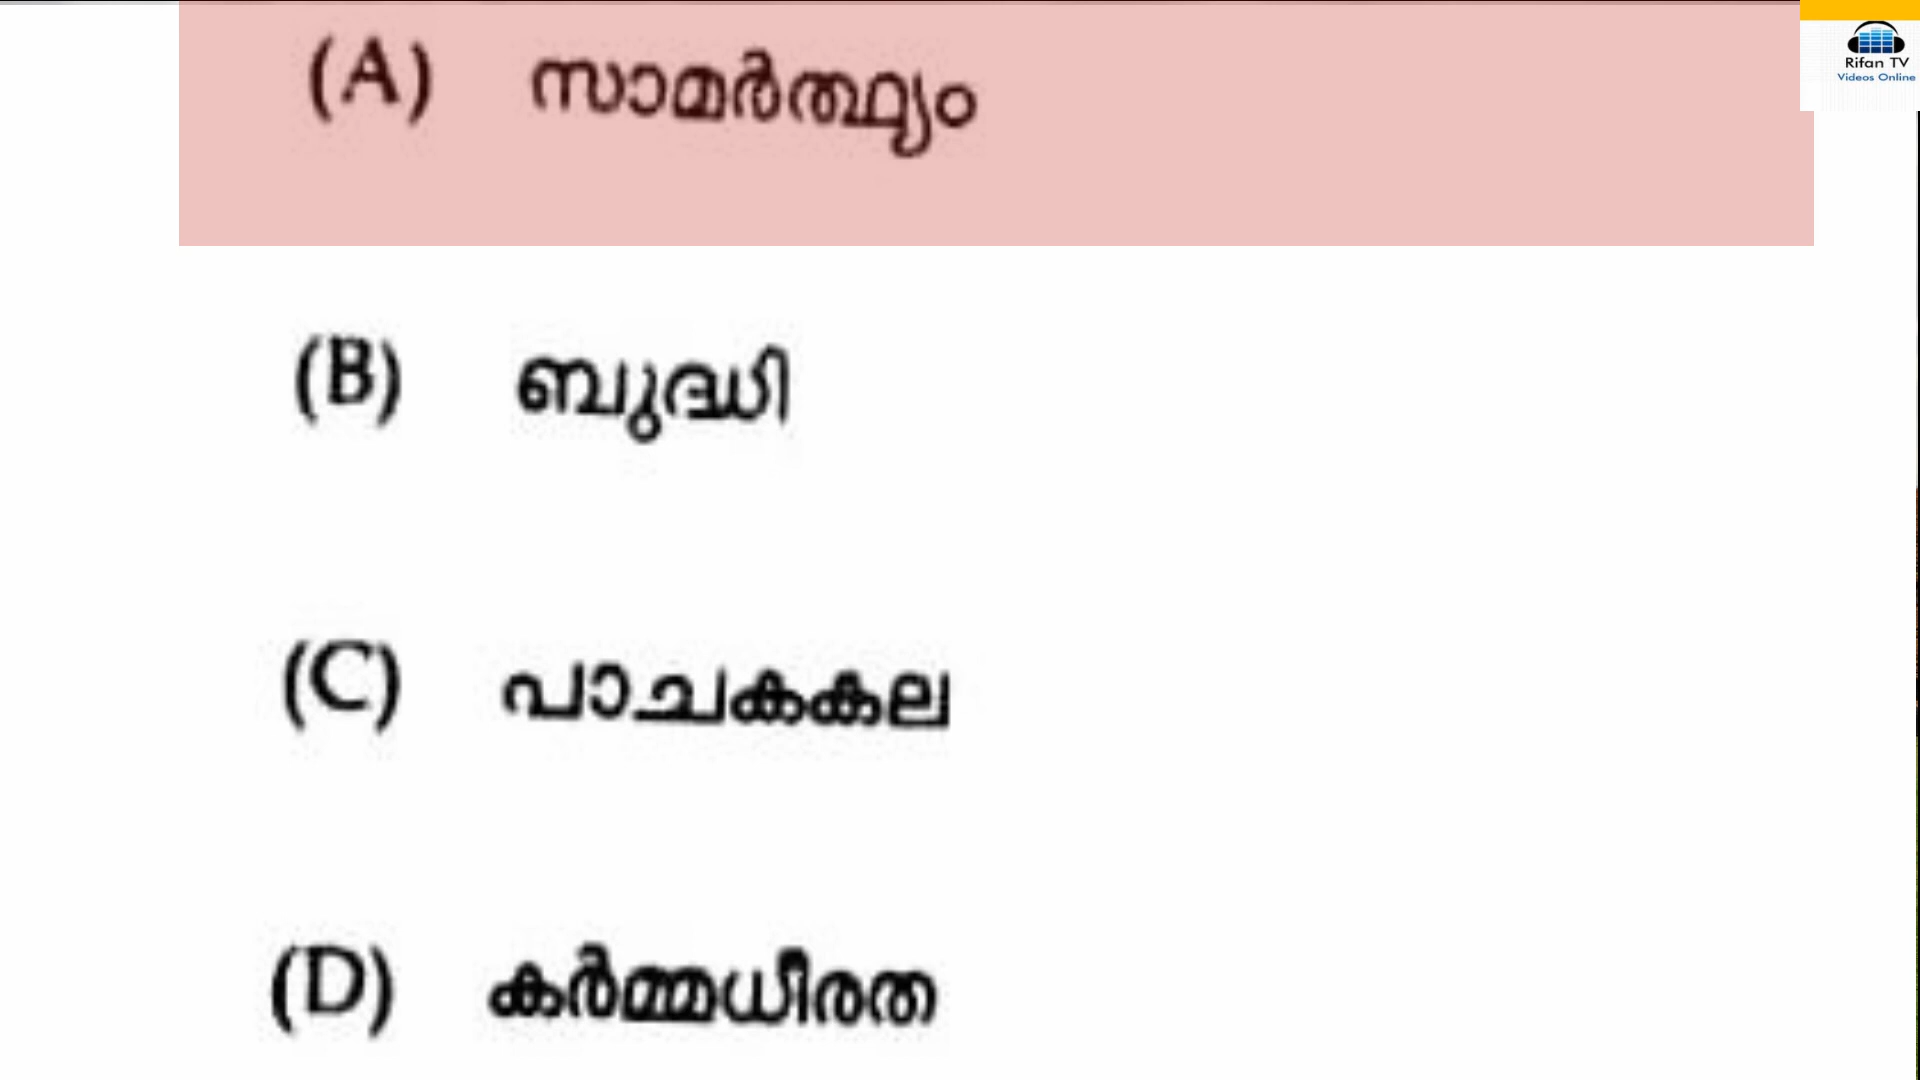 (A) സാമർത്ഥ്യം
Rifan TV
Videos Online
(B) ബുദ്ധി
(C) പാചകകല
(D) കർമ്മധീരത